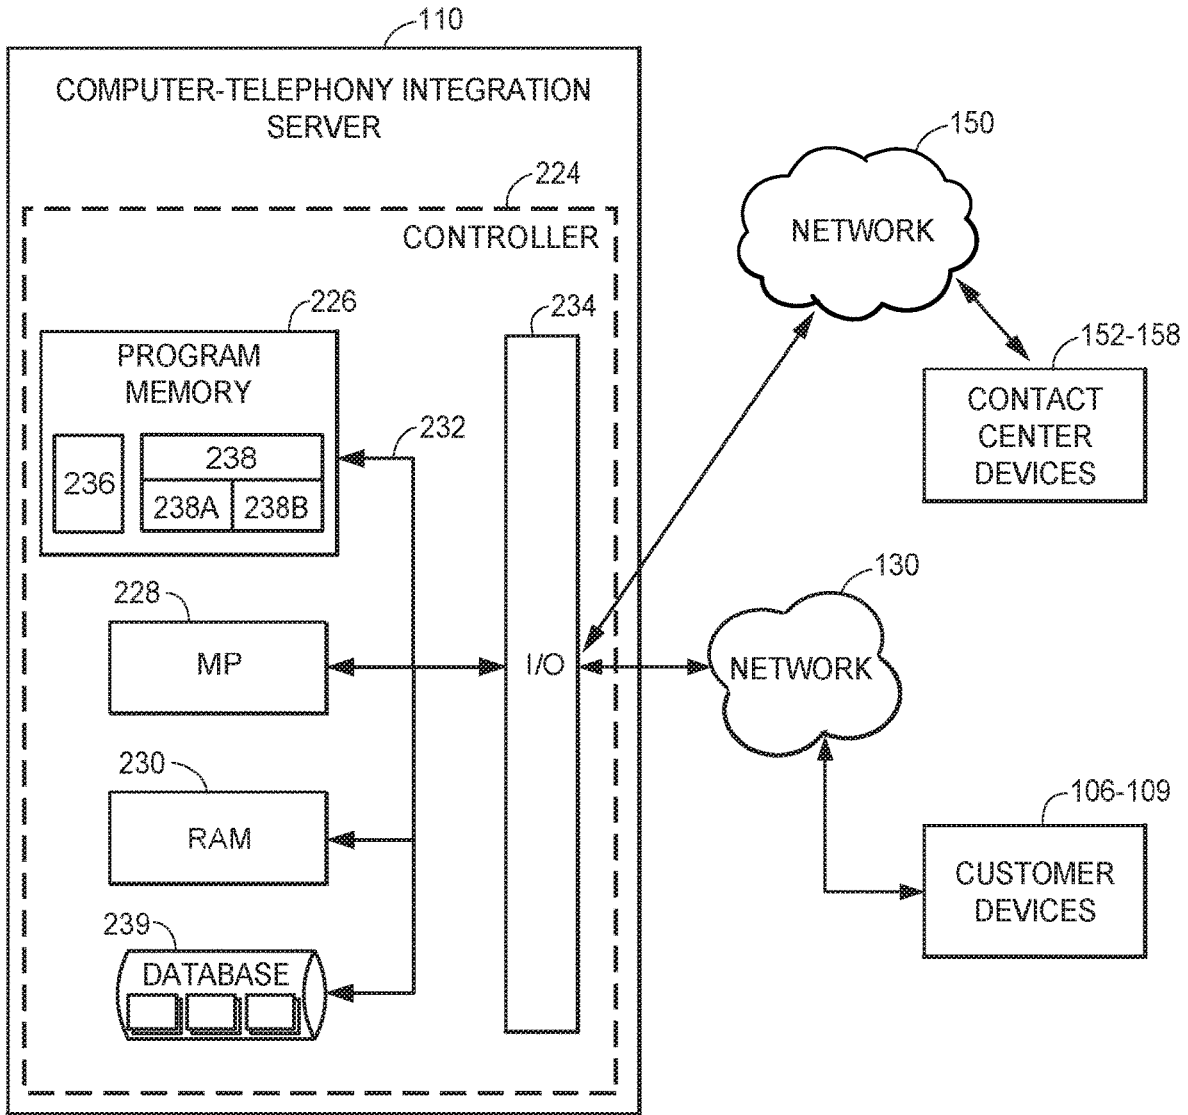 110
COMPUTER-TELEPHONY INTEGRATION
SERVER
224
CONTROLLER
226
PROGRAM
MEMORY
236
238
238A
238B
232
234
I/O
228
MP
230
RAM
239
DATABASE
150
NETWORK
152-158
CONTACT
CENTER
DEVICES
130
NETWORK
106-109
CUSTOMER
DEVICES